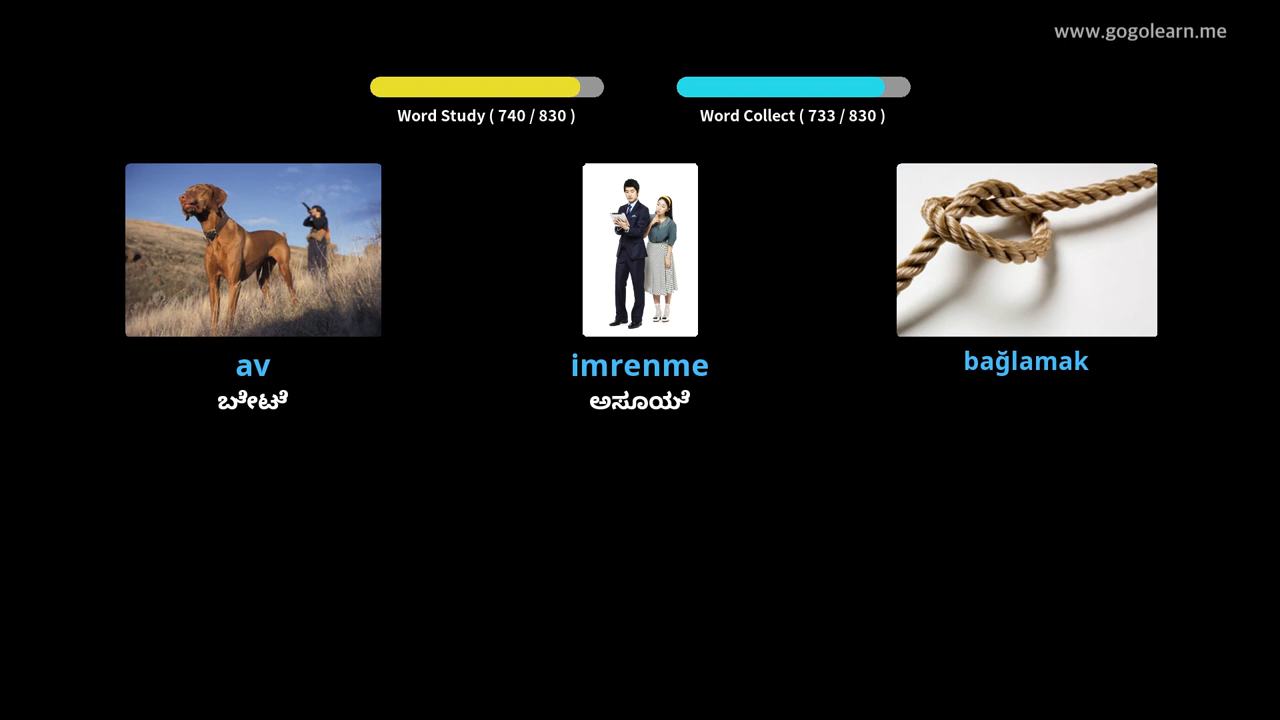 www.gogolearn.me
Word Study ( 740 / 830 )
Word Collect ( 733 / 830 )
av
imrenme
bağlamak
ಬೇಟೆ
ಅಸೂಯೆ